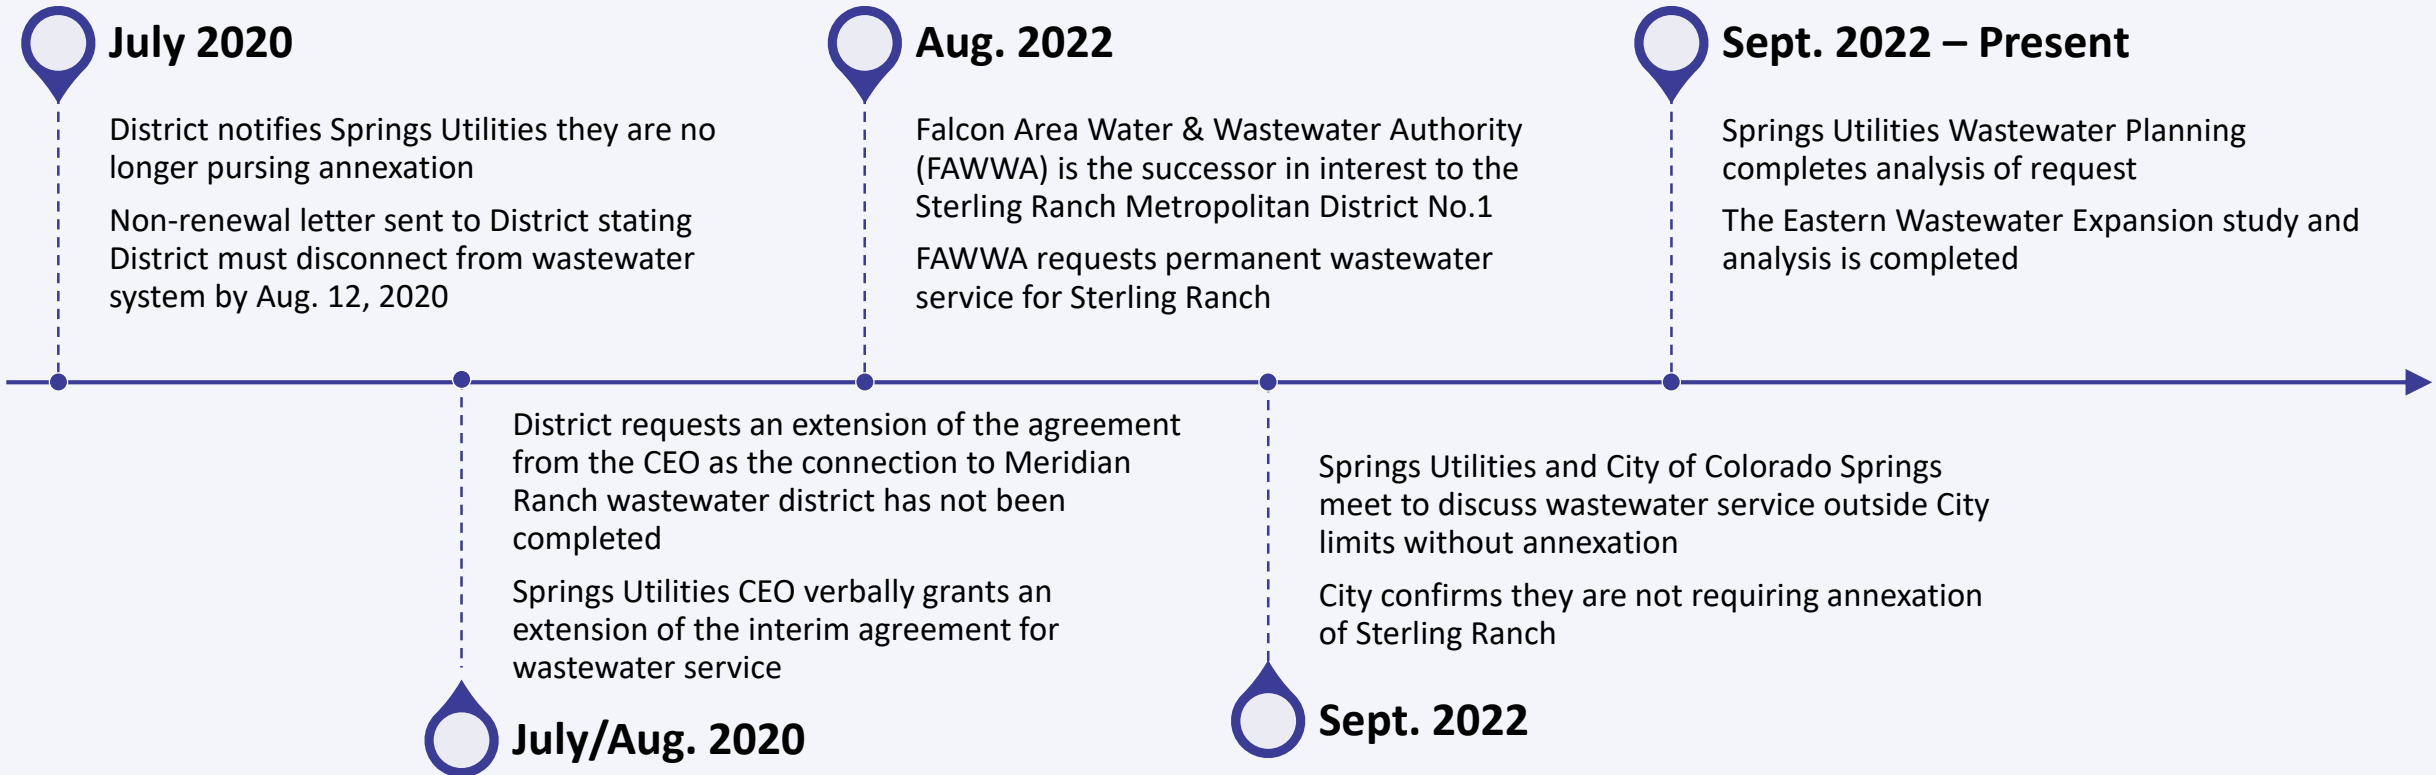 July 2020
District notifies Springs Utilities they are no
longer pursing annexation
Non-renewal letter sent to District stating
District must disconnect from wastewater
system by Aug. 12, 2020
District requests an extension of the agreement
from the CEO as the connection to Meridian
Ranch wastewater district has not been
completed
Springs Utilities CEO verbally grants an
extension of the interim agreement for
wastewater service
July/Aug. 2020
Aug. 2022
Falcon Area Water & Wastewater Authority
(FAWWA) is the successor in interest to the
Sterling Ranch Metropolitan District No.1
FAWWA requests permanent wastewater
service for Sterling Ranch
Springs Utilities and City of Colorado Springs
meet to discuss wastewater service outside City
limits without annexation
City confirms they are not requiring annexation
of Sterling Ranch
Sept. 2022
Sept. 2022 – Present
Springs Utilities Wastewater Planning
completes analysis of request
The Eastern Wastewater Expansion study and
analysis is completed